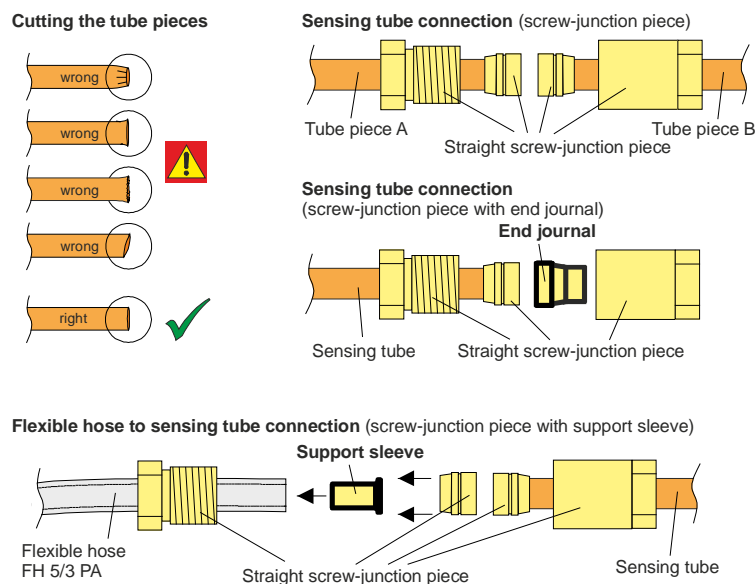 Cutting the tube pieces
wrong
wrong
wrong
wrong
right
Sensing tube connection (screw-junction piece)
Tube piece A
Straight screw-junction piece
Tube piece B
Sensing tube connection
(screw-junction piece with end journal)
End journal
Sensing tube
Straight screw-junction piece
Flexible hose to sensing tube connection (screw-junction piece with support sleeve)
Support sleeve
Flexible hose
FH 5/3 PA
Straight screw-junction piece
Sensing tube